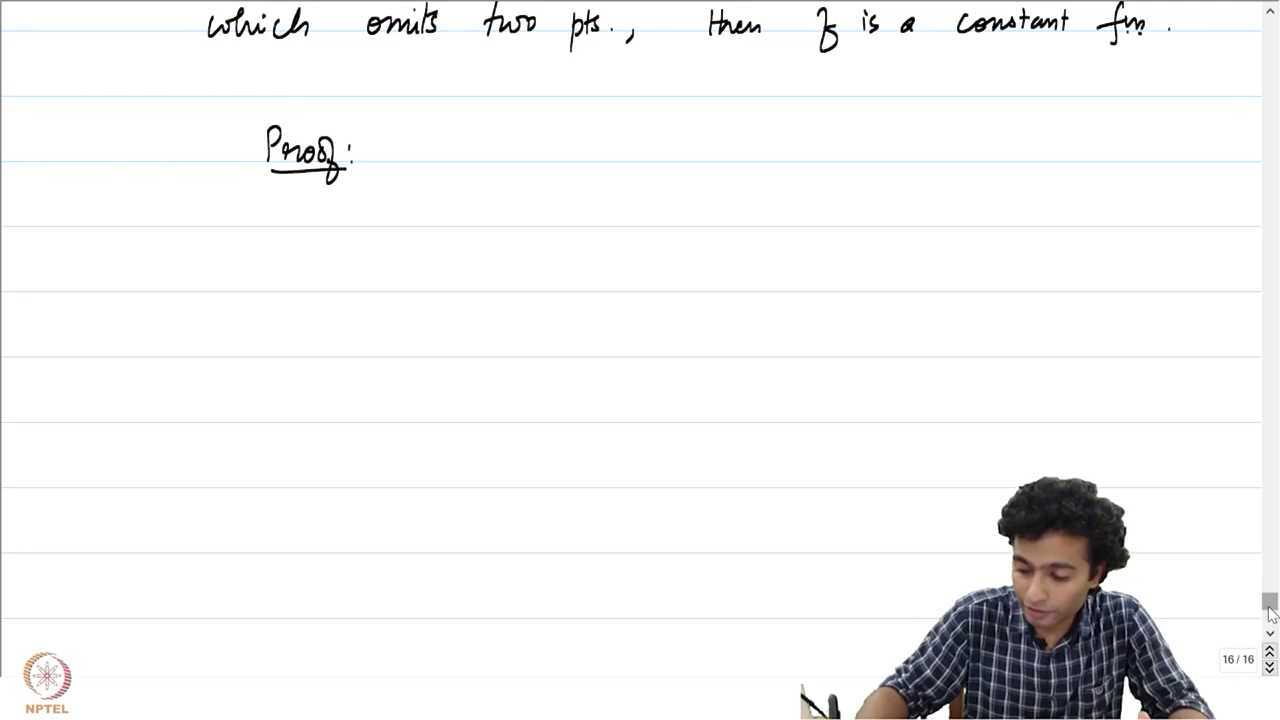 which omits two pts., then f is a constant fn.
Proof:
16 / 16
NPTEL